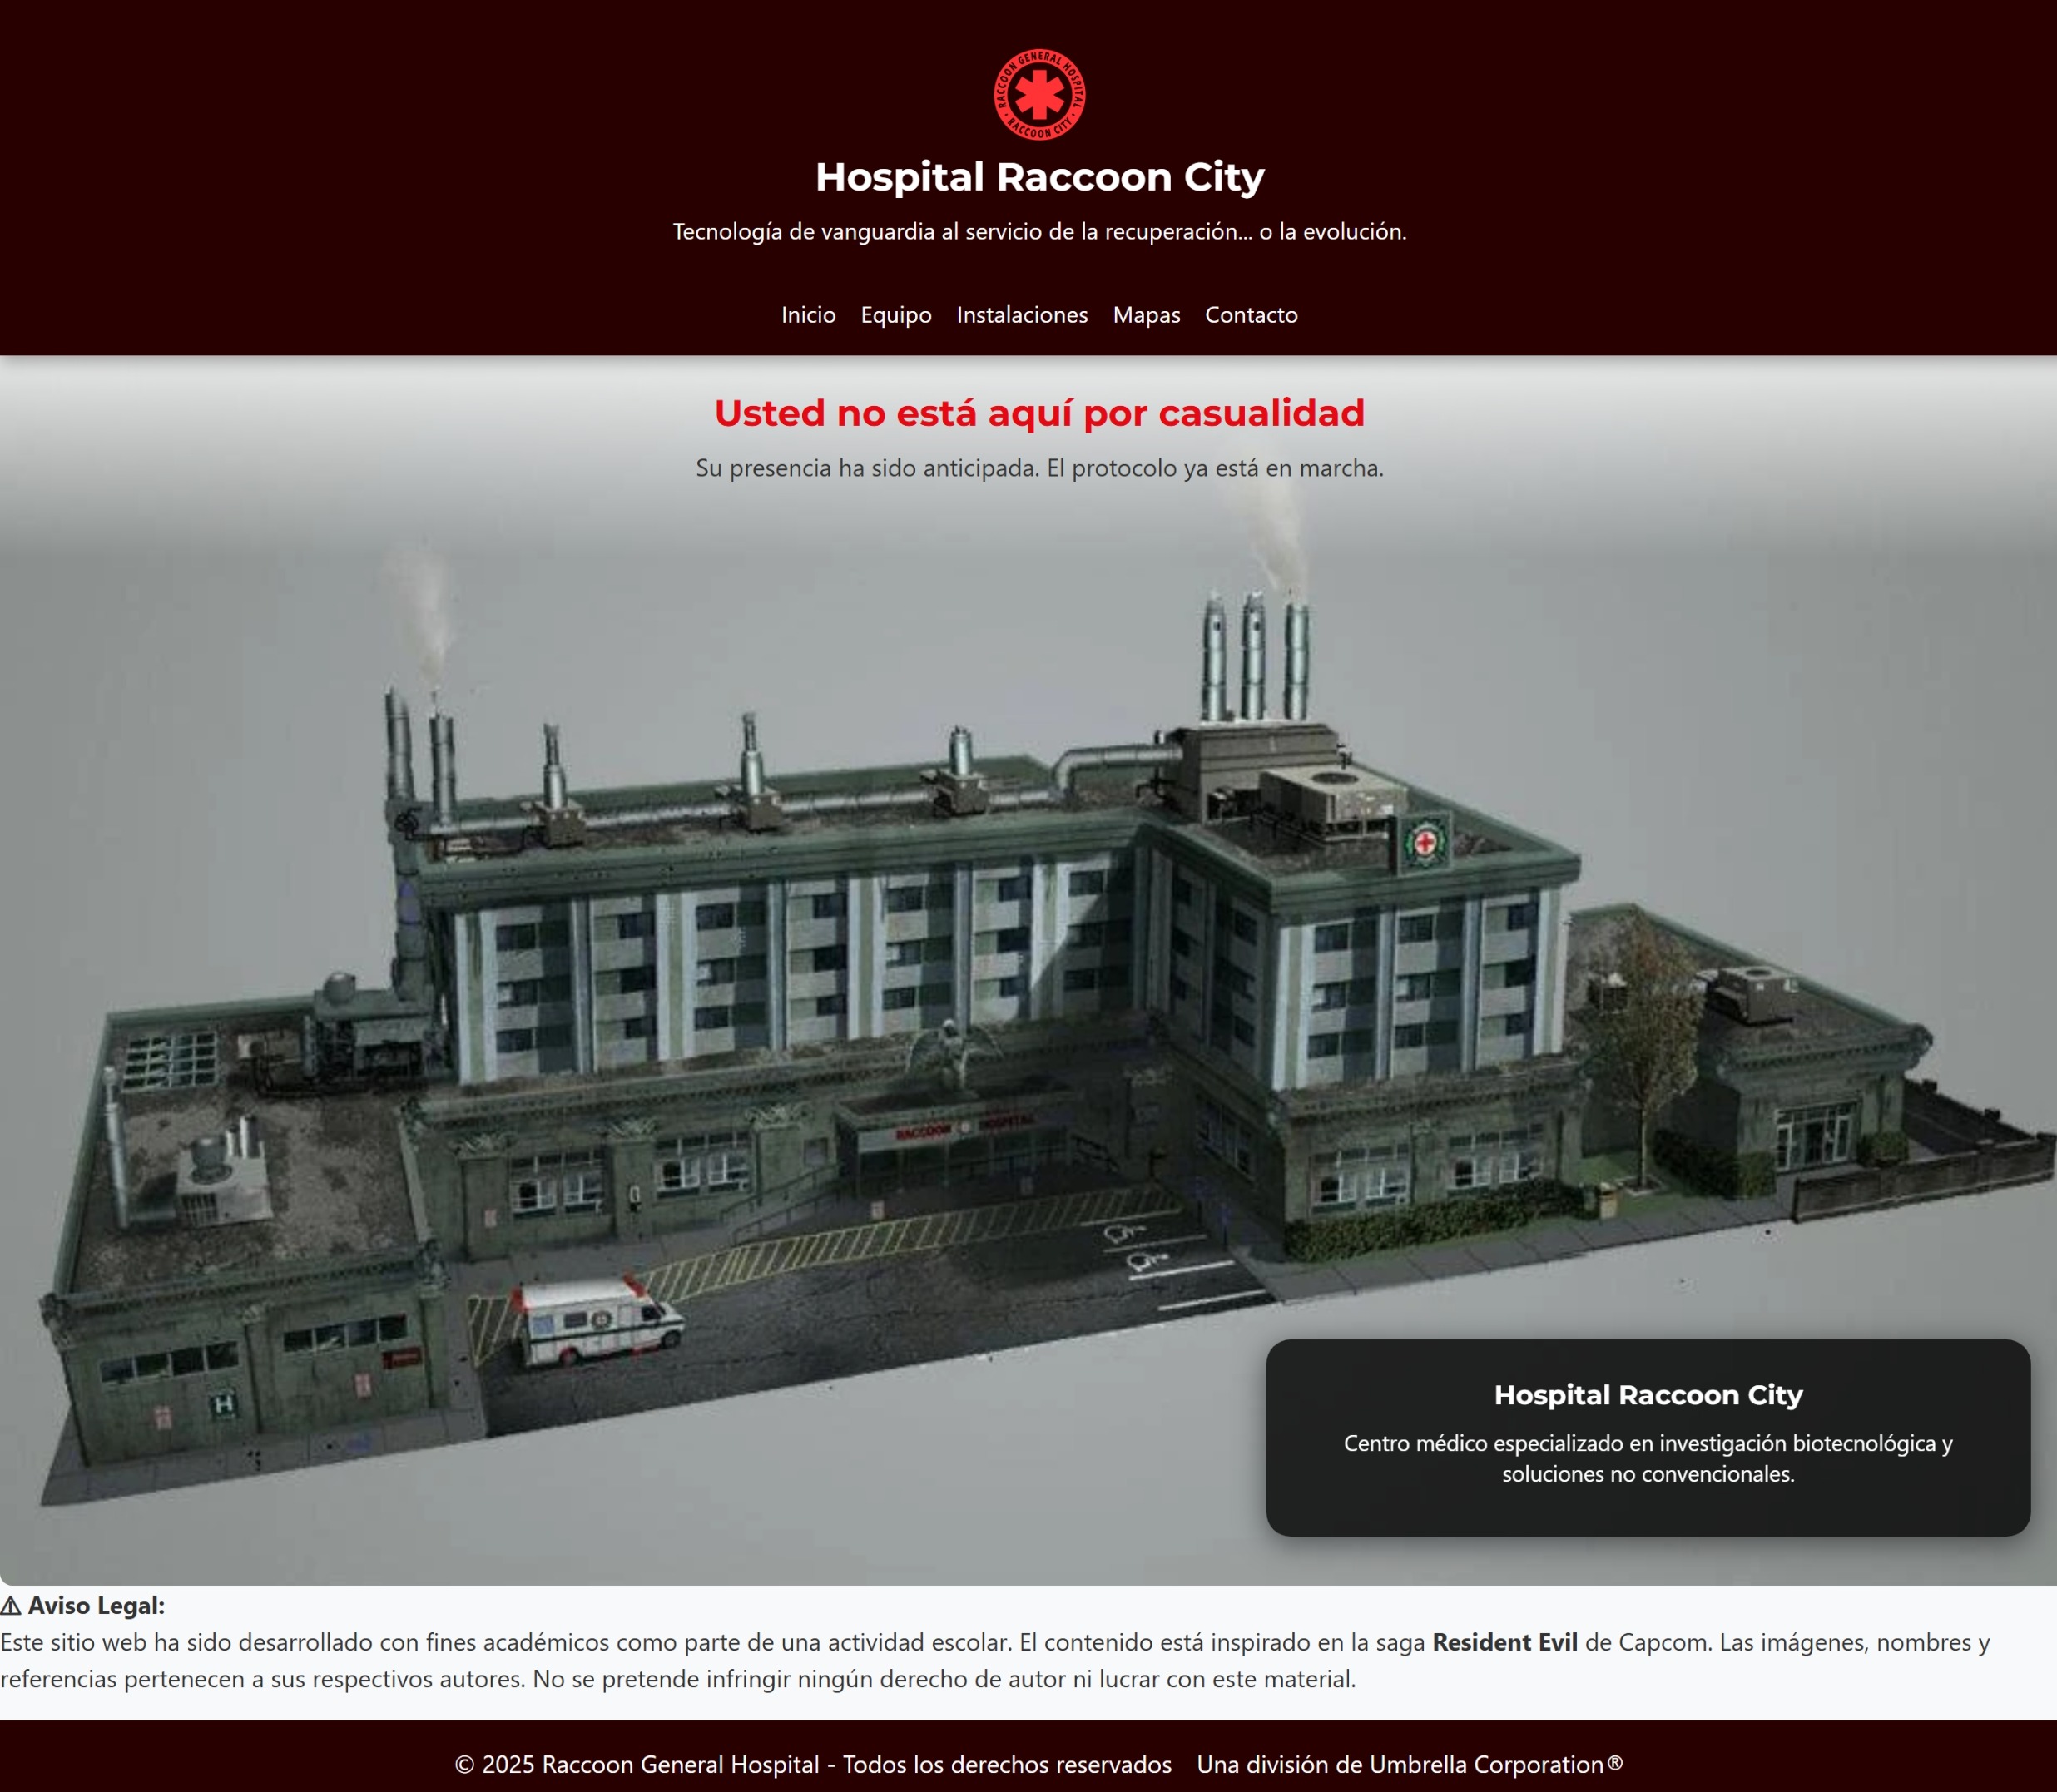 RACCOON GENERAL HOSPITAL
· RACCOON CITY ·
Hospital Raccoon City
Tecnología de vanguardia al servicio de la recuperación... o la evolución.
Inicio Equipo Instalaciones Mapas Contacto
Usted no está aquí por casualidad
Su presencia ha sido anticipada. El protocolo ya está en marcha.
RACCOON HOSPITAL
H
Hospital Raccoon City
Centro médico especializado en investigación biotecnológica y
soluciones no convencionales.
⚠ Aviso Legal:
Este sitio web ha sido desarrollado con fines académicos como parte de una actividad escolar. El contenido está inspirado en la saga Resident Evil de Capcom. Las imágenes, nombres y
referencias pertenecen a sus respectivos autores. No se pretende infringir ningún derecho de autor ni lucrar con este material.
© 2025 Raccoon General Hospital - Todos los derechos reservados Una división de Umbrella Corporation®